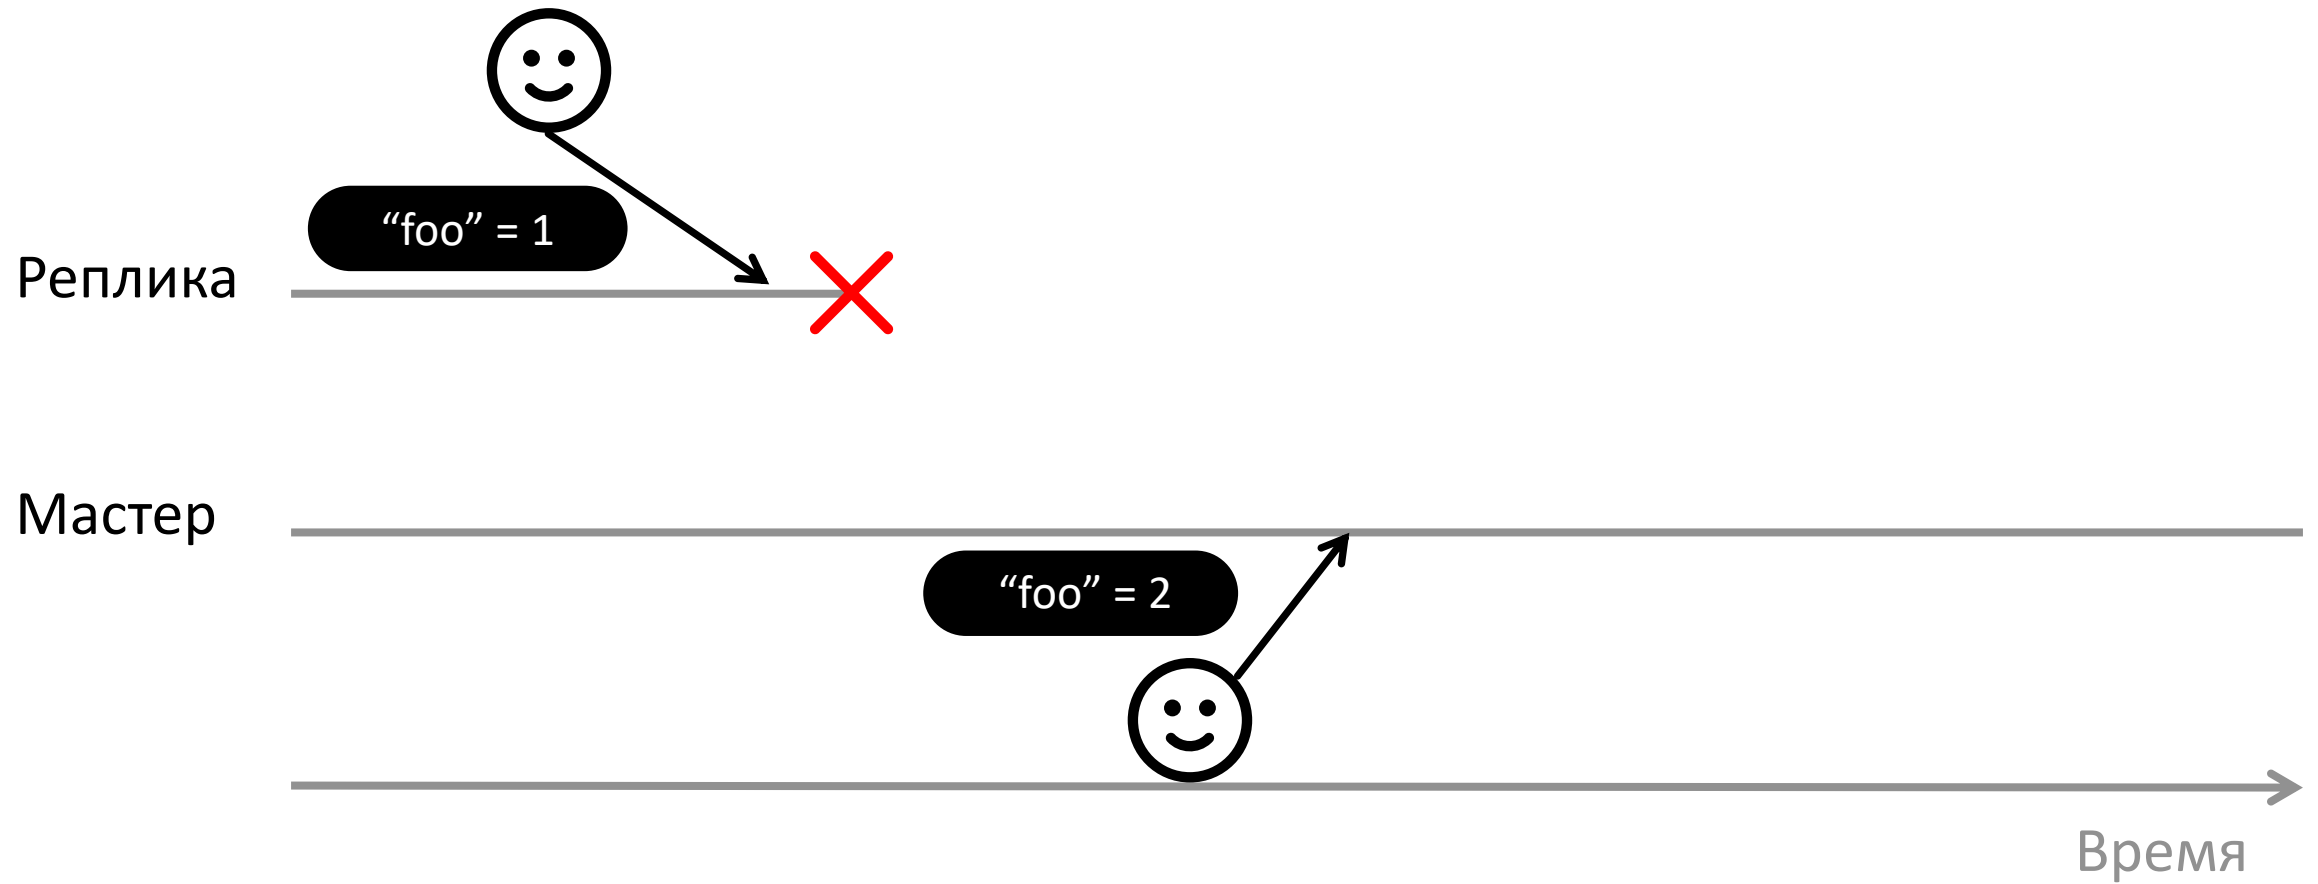 “foo” = 1
Реплика
Мастер
“foo” = 2
Время